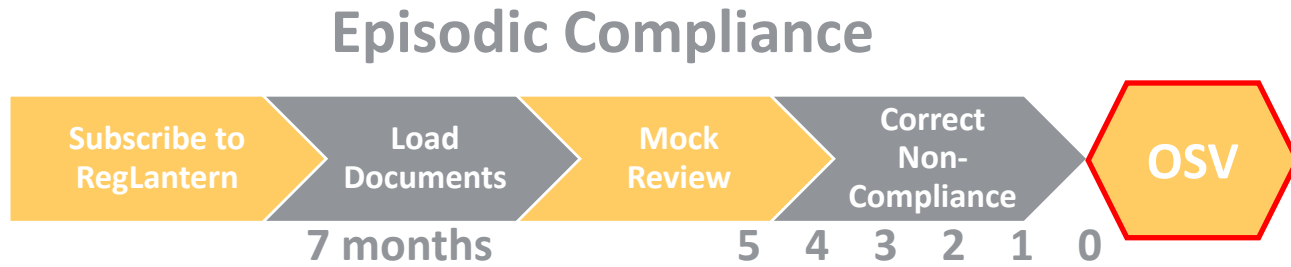 Episodic Compliance
Subscribe to
RegLantern
Load
Documents
Mock
Review
Correct
Non-
Compliance
OSV
7 months 5 4 3 2 1 0